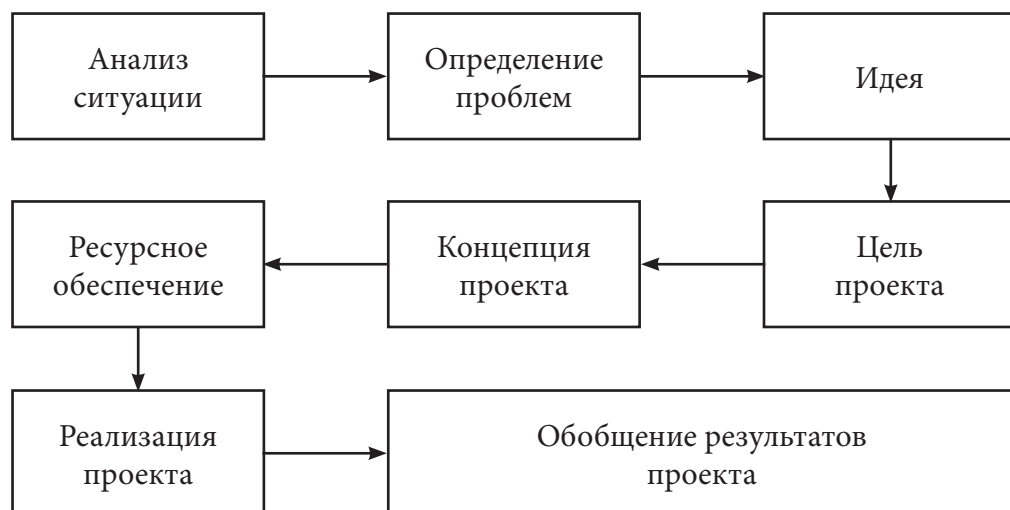 Анализ
ситуации
Определение
проблем
Идея
Цель
проекта
Концепция
проекта
Ресурсное
обеспечение
Реализация
проекта
Обобщение результатов
проекта